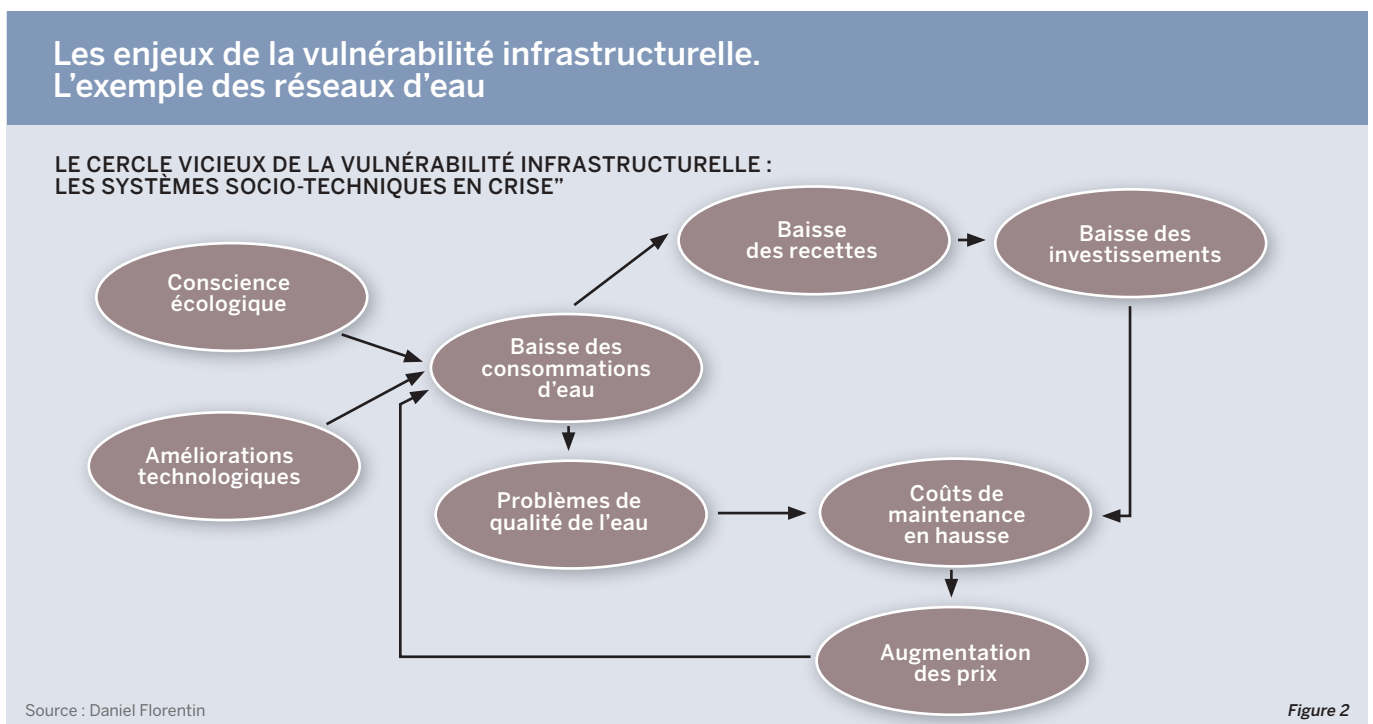 Les enjeux de la vulnérabilité infrastructurelle.
L'exemple des réseaux d'eau
LE CERCLE VICIEUX DE LA VULNÉRABILITÉ INFRASTRUCTURELLE :
LES SYSTÈMES SOCIO-TECHNIQUES EN CRISE”
Conscience
écologique
Améliorations
technologiques
Baisse des
consommations
d'eau
Baisse
des recettes
Baisse des
investissements
Problèmes de
qualité de l'eau
Coûts de
maintenance
en hausse
Augmentation
des prix
Source : Daniel Florentin
Figure 2